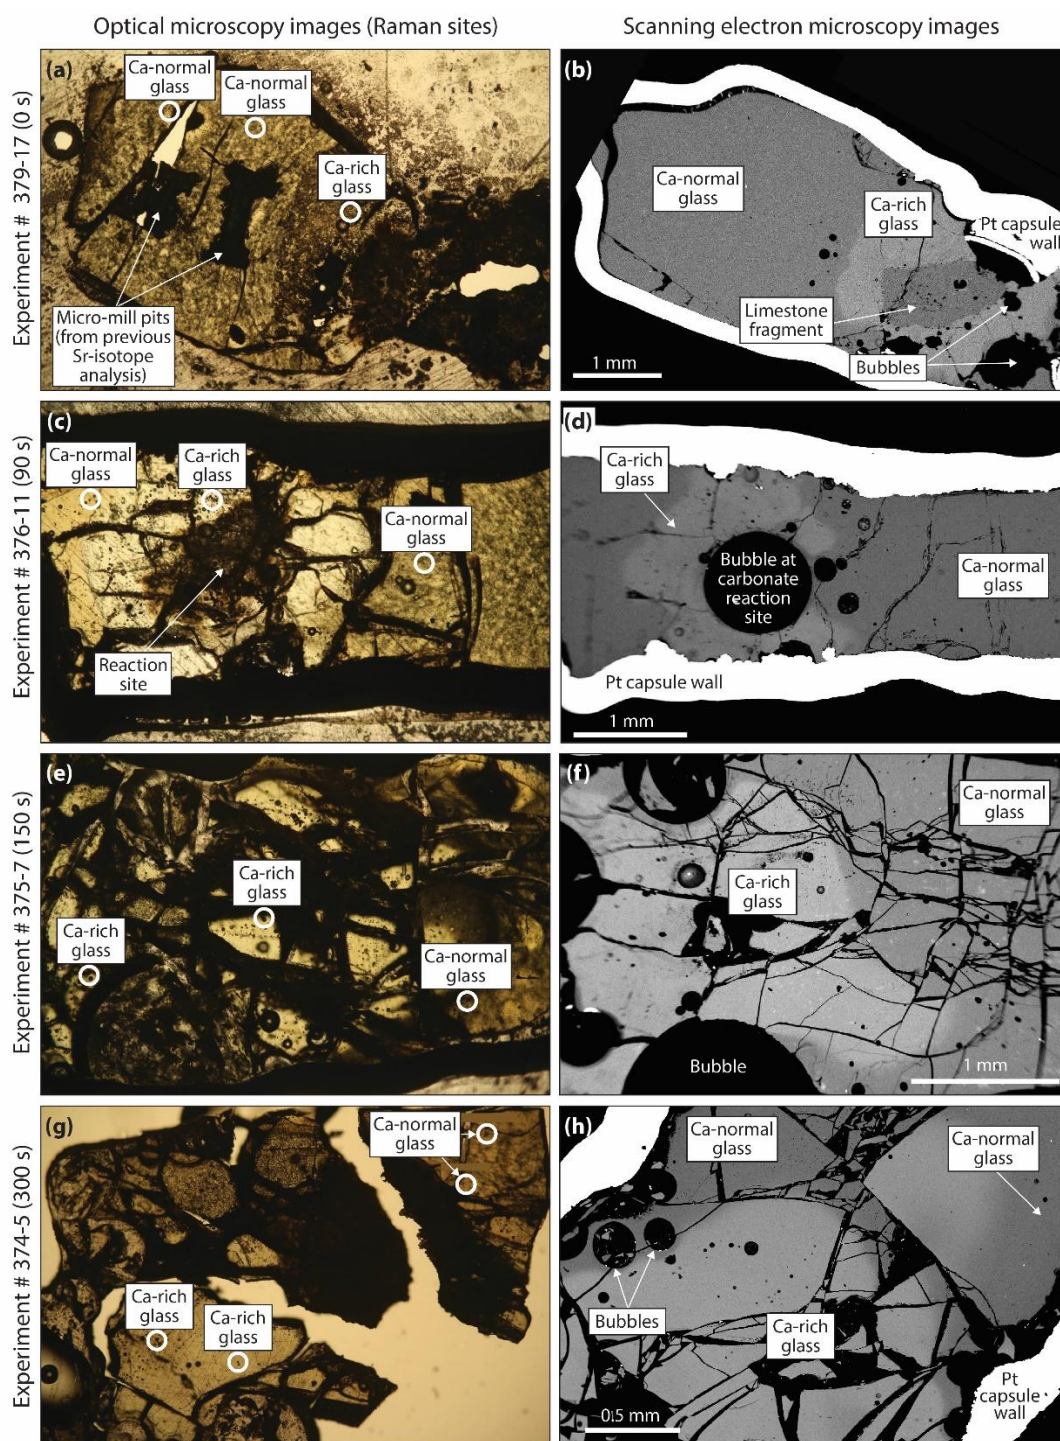 Optical microscopy images (Raman sites)
Scanning electron microscopy images
Experiment # 379-17 (0 s)
(a)
Ca-normal
glass
Ca-normal
glass
Ca-rich
glass
Micro-mill pits
(from previous
Sr-isotope
analysis)
(b)
Ca-normal
glass
Ca-rich
glass
Pt capsule
wall
Limestone
fragment
Bubbles
1 mm
Experiment # 376-11 (90 s)
(c)
Ca-normal
glass
Ca-rich
glass
Ca-normal
glass
Reaction
site
(d)
Ca-rich
glass
Bubble at
carbonate
reaction
site
Ca-normal
glass
Pt capsule wall
1 mm
Experiment # 375-7 (150 s)
(e)
Ca-rich
glass
Ca-rich
glass
Ca-normal
glass
(f)
Ca-normal
glass
Ca-rich
glass
Bubble
1 mm
Experiment # 374-5 (300 s)
(g)
Ca-normal
glass
Ca-rich
glass
Ca-rich
glass
(h)
Ca-normal
glass
Ca-normal
glass
Bubbles
Ca-rich
glass
Pt
capsule
wall
0.5 mm